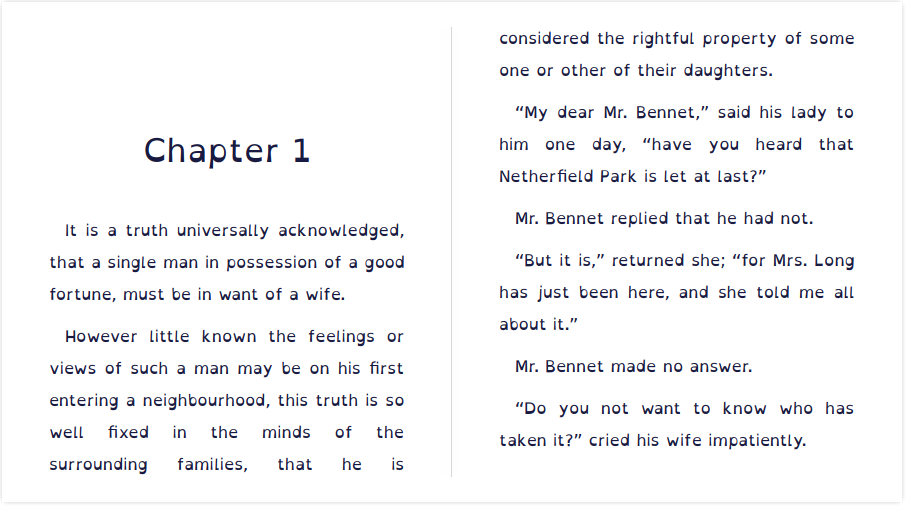 Chapter 1
It is a truth universally acknowledged,
that a single man in possession of a good
fortune, must be in want of a wife.
However little known the feelings or
views of such a man may be on his first
entering a neighbourhood, this truth is so
well fixed in the minds of the
surrounding families, that he is
considered the rightful property of some
one or other of their daughters.
“My dear Mr. Bennet,” said his lady to
him one day, “have you heard that
Netherfield Park is let at last?”
Mr. Bennet replied that he had not.
“But it is,” returned she; “for Mrs. Long
has just been here, and she told me all
about it.”
Mr. Bennet made no answer.
“Do you not want to know who has
taken it?” cried his wife impatiently.